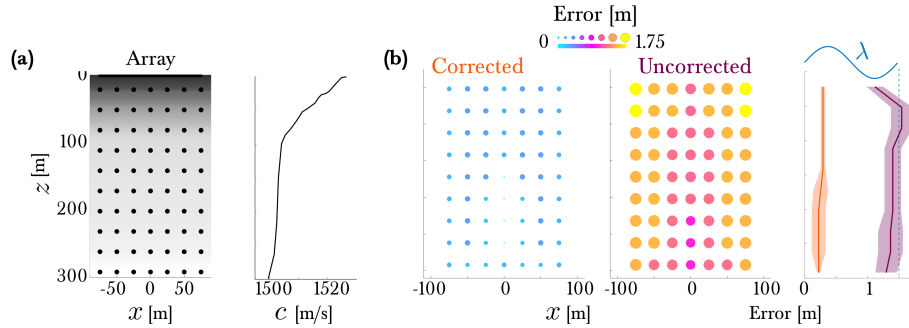 Error [m]
0 1.75
(a) Array (b) Corrected Uncorrected λ
0
100
200
300
z [m]
-50 0 50
x [m]
1500 1520
c [m/s]
-100 0 100 -100 0 100
x [m]
0 1
Error [m]